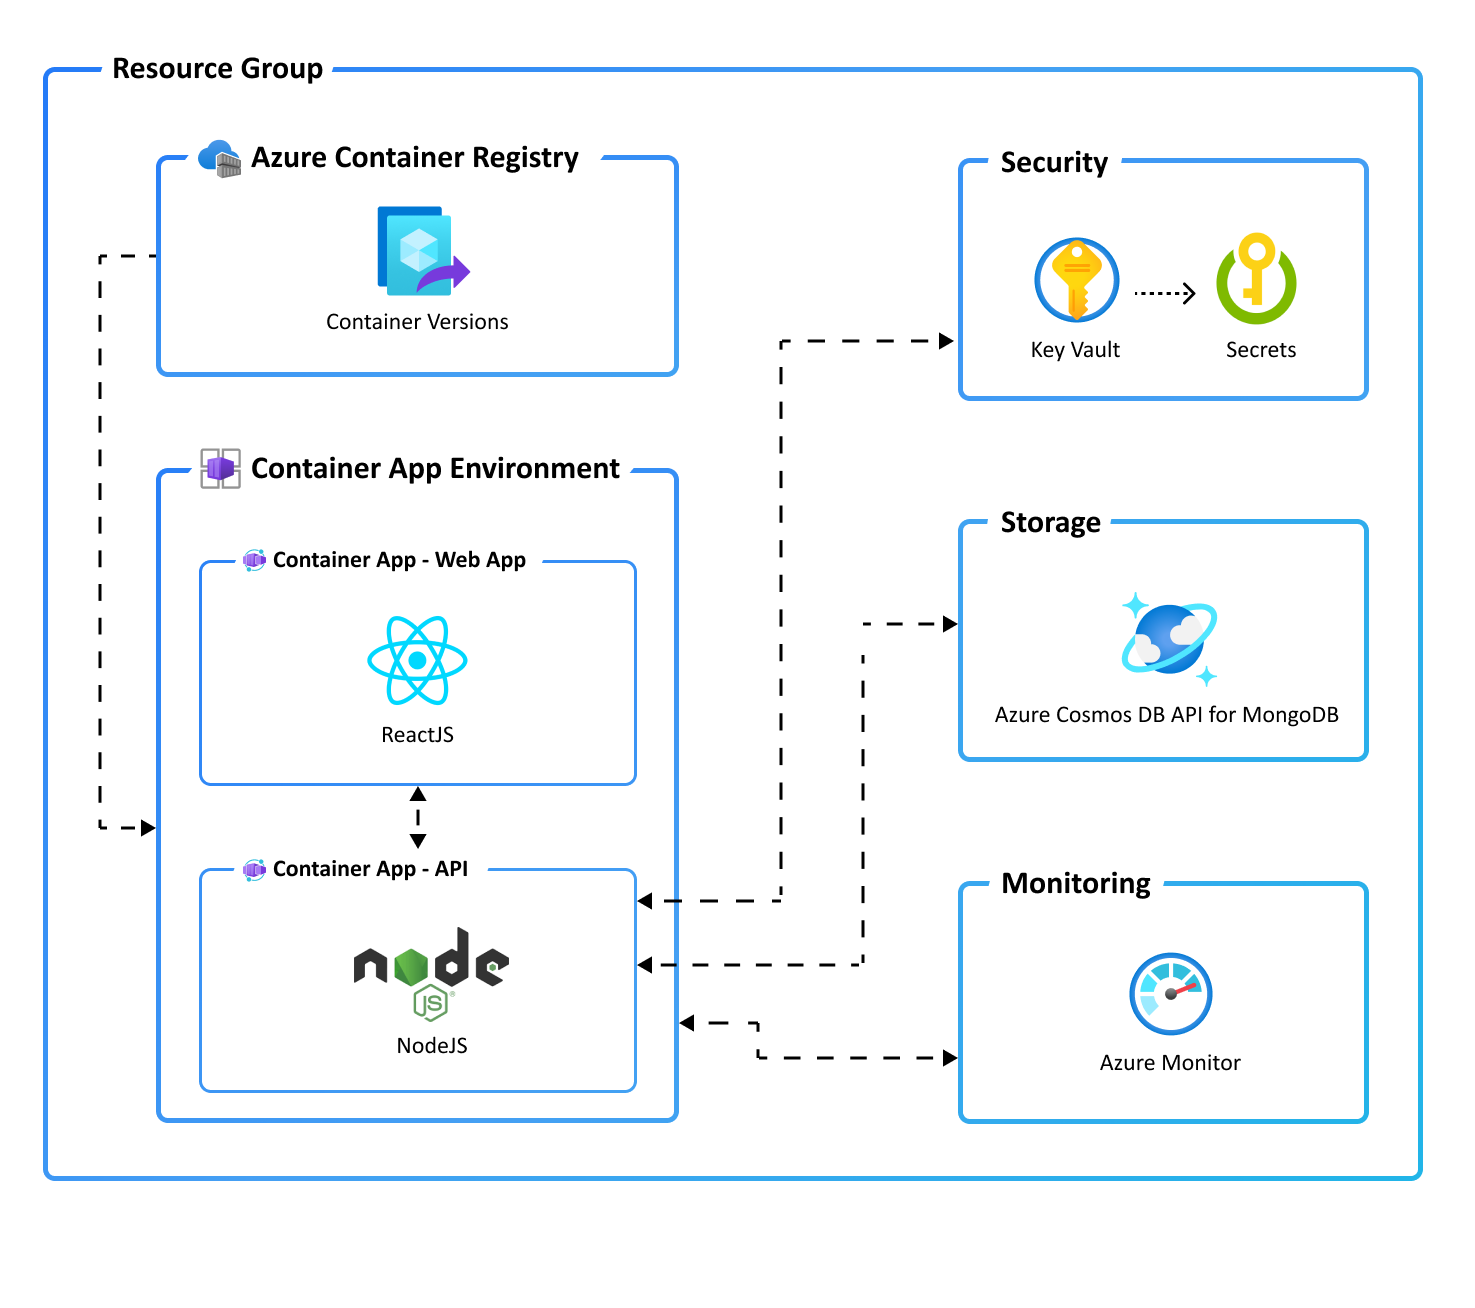 Resource Group
Azure Container Registry
Container Versions
Security
Key Vault
Secrets
Container App Environment
Container App - Web App
ReactJS
Storage
Azure Cosmos DB API for MongoDB
Container App - API
node
JS®
NodeJS
Monitoring
Azure Monitor